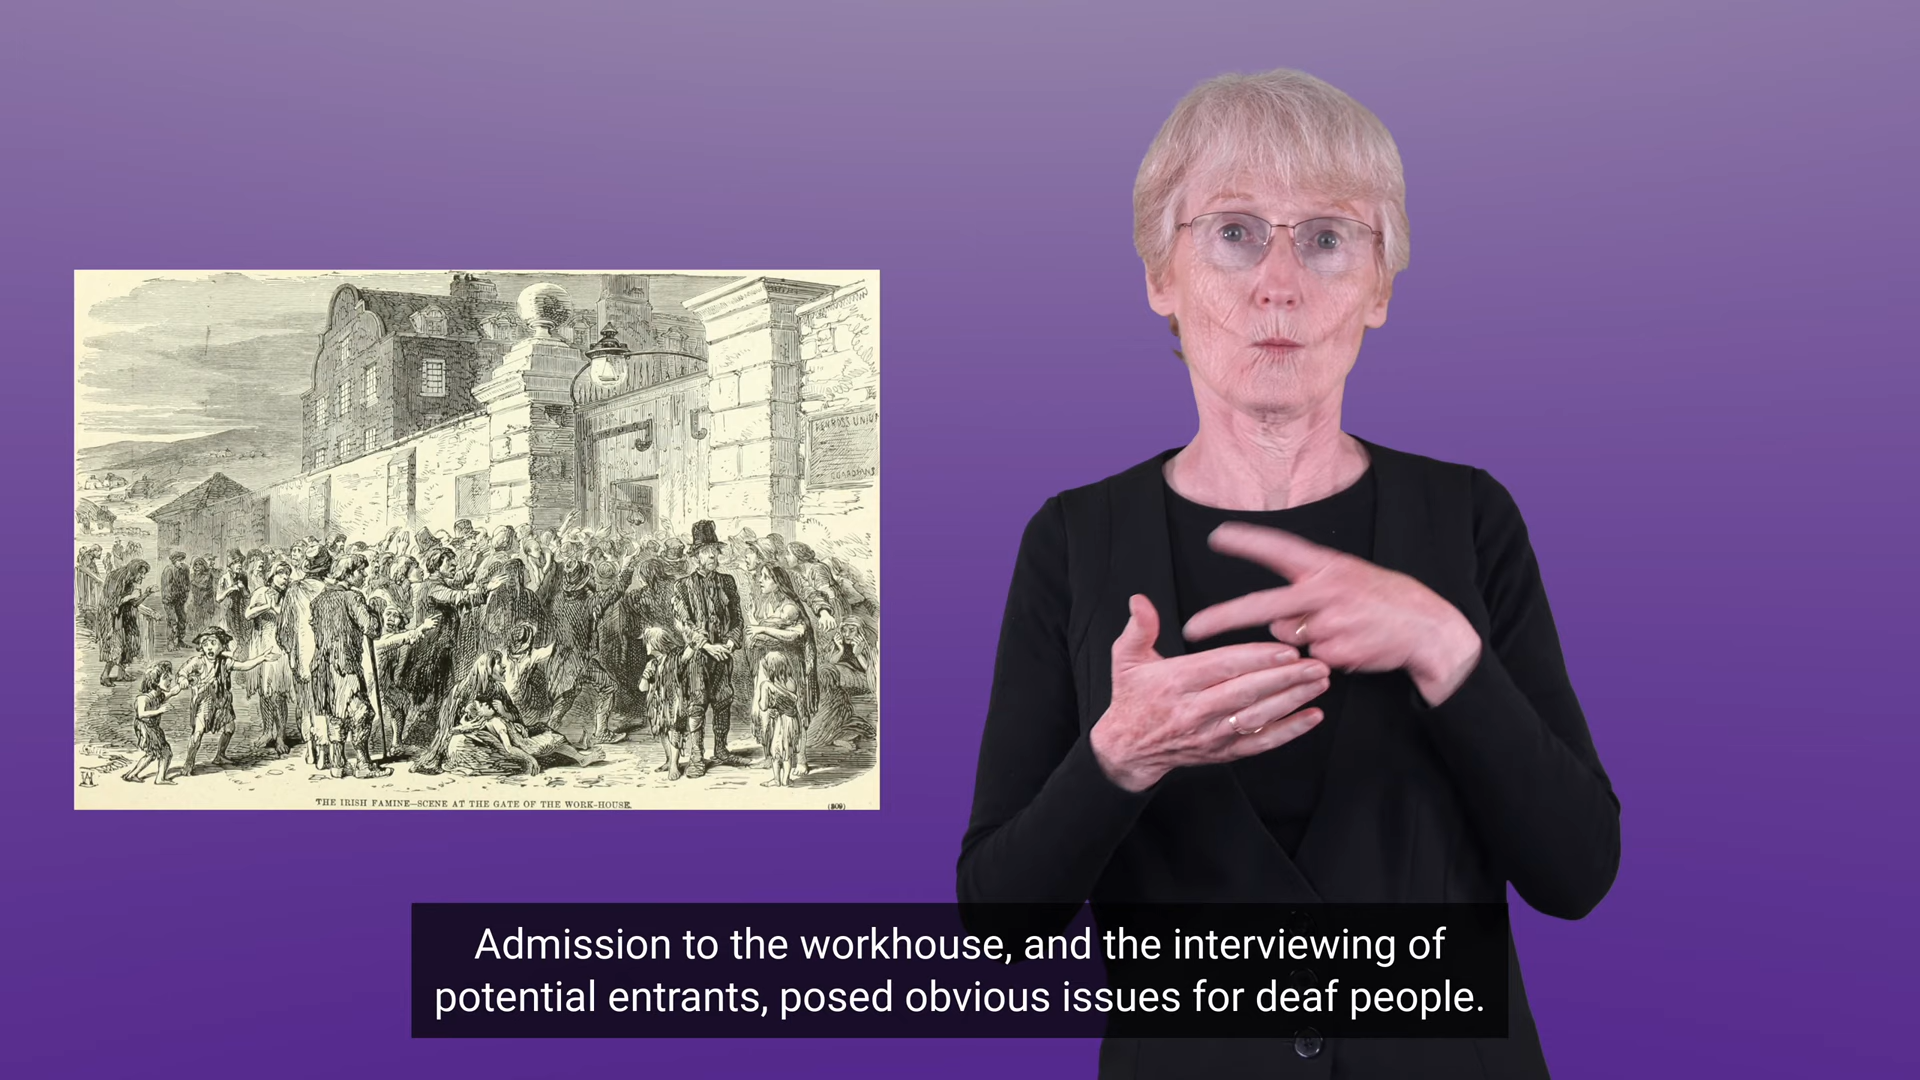 THE IRISH FAMINE—SCENE AT THE GATE OF THE WORK-HOUSE.
Admission to the workhouse, and the interviewing of
potential entrants, posed obvious issues for deaf people.